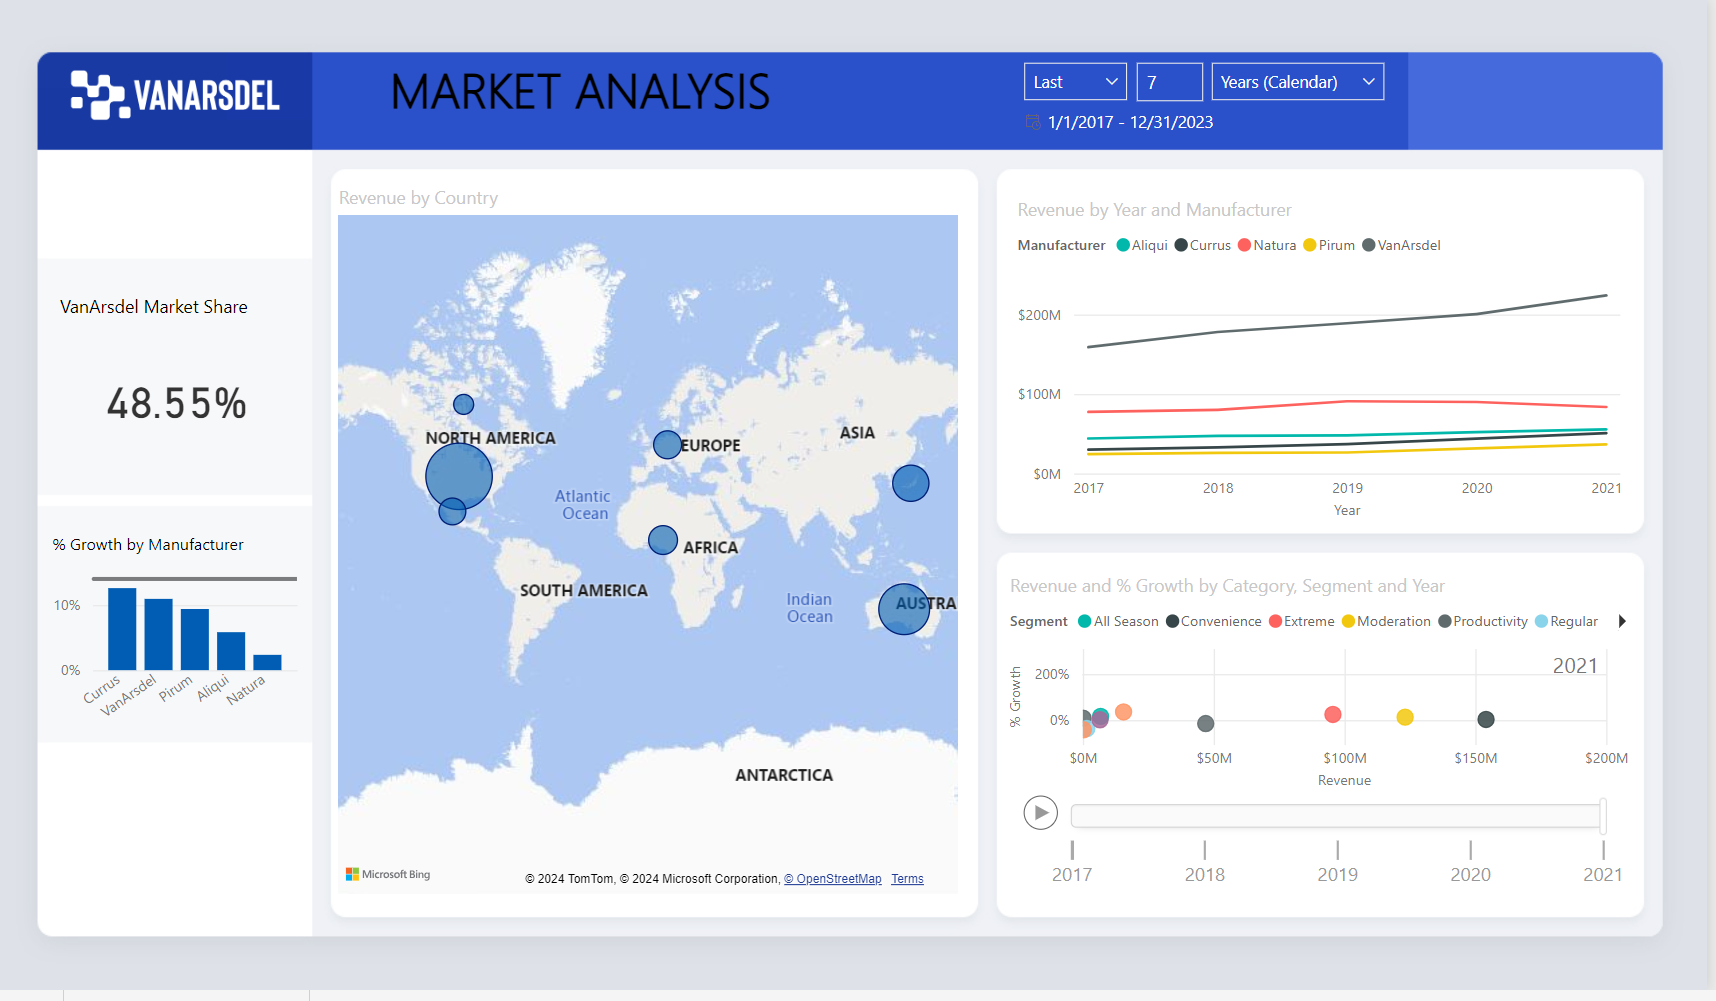 VANARSDEL
MARKET ANALYSIS
Last
7
Years (Calendar)
1/1/2017 - 12/31/2023
VanArsdel Market Share
48.55%
% Growth by Manufacturer
10%
0%
Currus
VanArsdel
Pirum
Aliqui
Natura
Revenue by Country
NORTH AMERICA
EUROPE
ASIA
Atlantic
Ocean
AFRICA
SOUTH AMERICA
Indian
Ocean
AUSTRA
ANTARCTICA
Microsoft Bing
© 2024 TomTom, © 2024 Microsoft Corporation, © OpenStreetMap Terms
Revenue by Year and Manufacturer
Manufacturer Aliqui Currus Natura Pirum VanArsdel
$200M
$100M
$0M
2017 2018 2019 2020 2021
Year
Revenue and % Growth by Category, Segment and Year
Segment All Season Convenience Extreme Moderation Productivity Regular
2021
% Growth
200%
0%
$0M $50M $100M $150M $200M
Revenue
2017 2018 2019 2020 2021